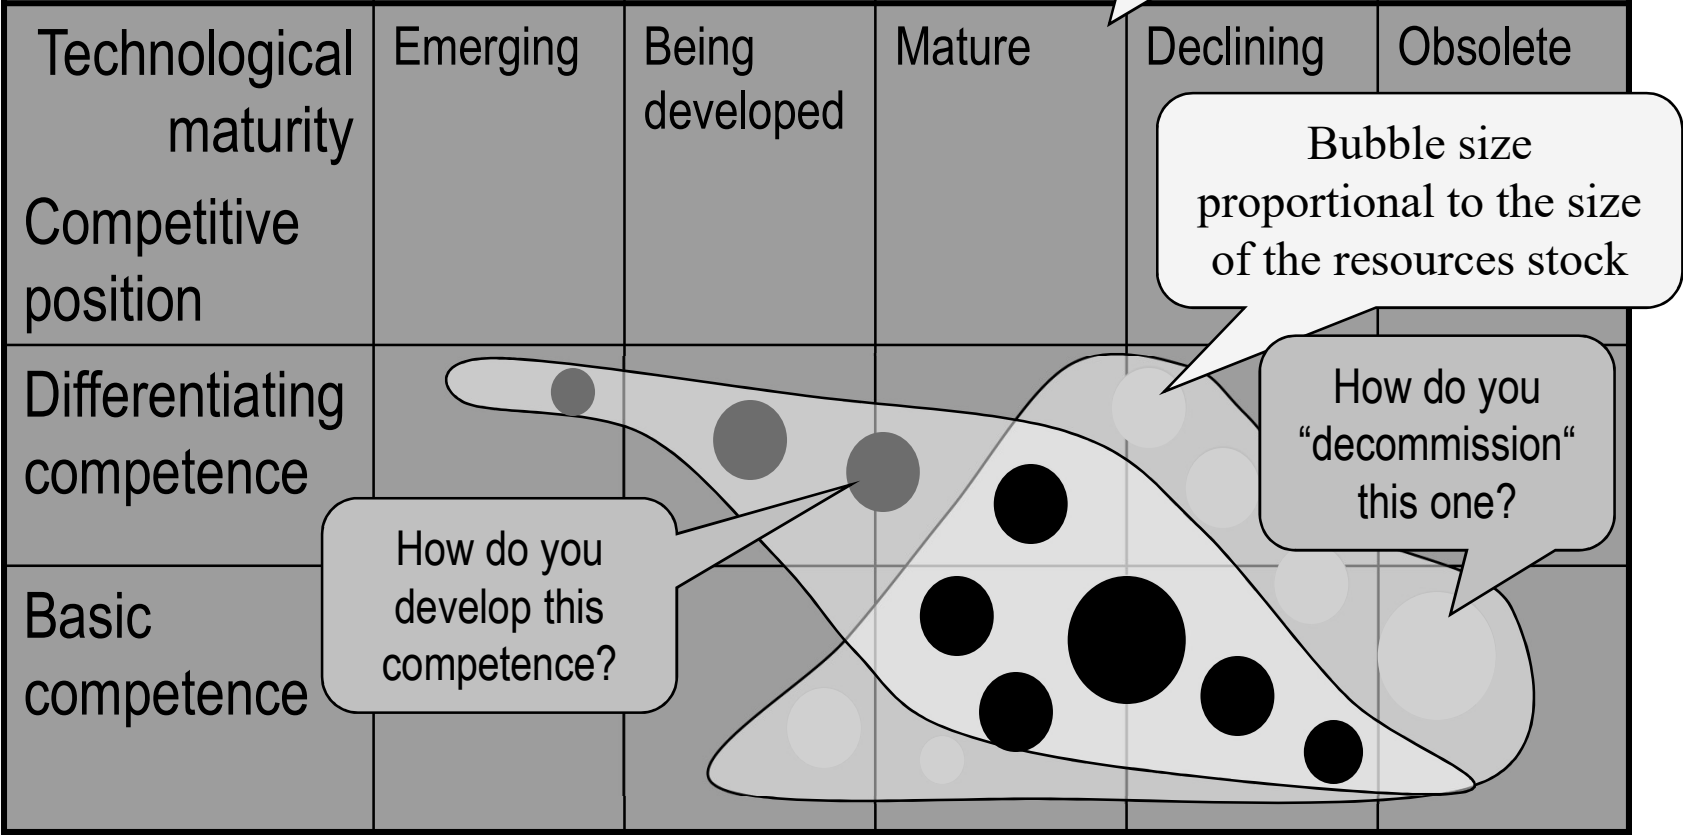 Technological
maturity
Competitive
position
Emerging
Being
developed
Mature
Declining
Obsolete
Bubble size
proportional to the size
of the resources stock
Differentiating
competence
How do you
“decommission“
this one?
How do you
develop this
competence?
Basic
competence